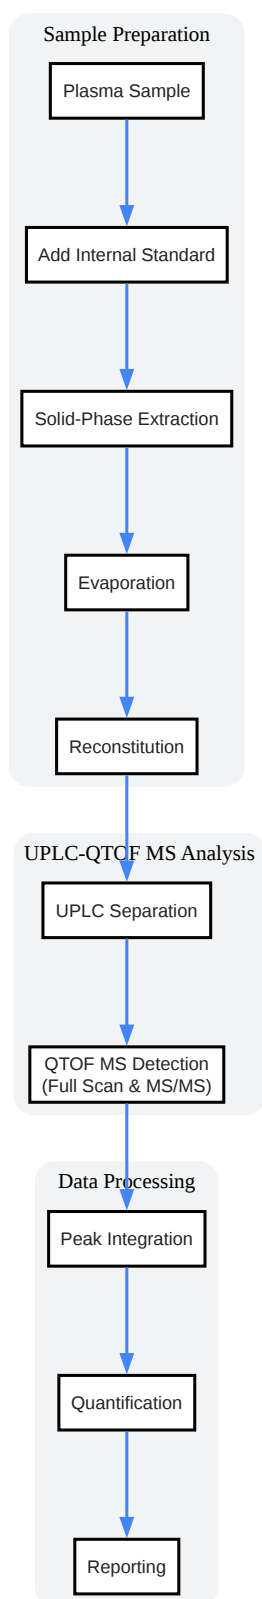 Sample Preparation
Plasma Sample
Add Internal Standard
Solid-Phase Extraction
Evaporation
Reconstitution
UPLC-QTOF MS Analysis
UPLC Separation
QTOF MS Detection
(Full Scan & MS/MS)
Data Processing
Peak Integration
Quantification
Reporting